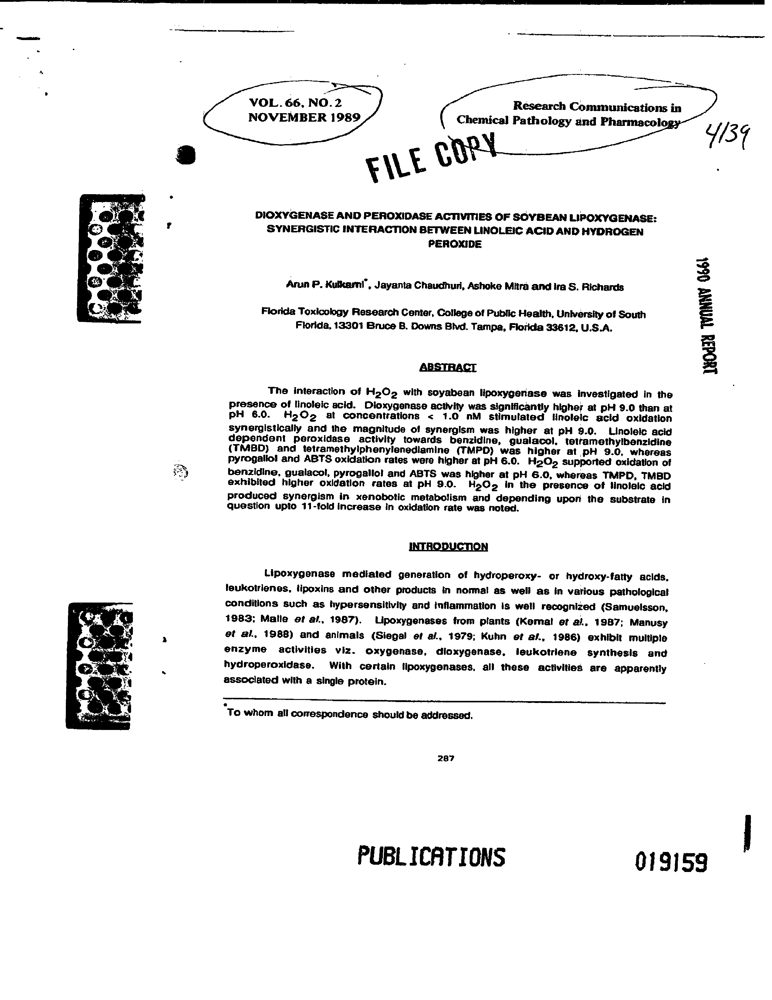 VOL. 66, NO. 2
NOVEMBER 1989
Research Communications in
Chemical Pathology and Pharmacology
4/39
FILE COPY
DIOXYGENASE AND PEROXIDASE ACTIVITIES OF SOYBEAN LIPOXYGENASE:
SYNERGISTIC INTERACTION BETWEEN LINOLEIC ACID AND HYDROGEN
PEROXIDE
1990 ANNUAL REPORT
Arun P. Kulkarni*, Jayanta Chaudhuri, Ashoke Mitra and Ira S. Richards
Florida Toxicology Research Center, College of Public Health, University of South
Florida, 13301 Bruce B. Downs Blvd. Tampa, Florida 33612, U.S.A.
ABSTRACT
The interaction of H2O2 with soyabean lipoxygenase was investigated in the
presence of linoleic acid. Dioxygenase activity was significantly higher at pH 9.0 than at
pH 6.0. H2O2 at concentrations < 1.0 nM stimulated linoleic acid oxidation
synergistically and the magnitude of synergism was higher at pH 9.0. Linoleic acid
dependent peroxidase activity towards benzidine, guaiacol, tetramethylbenzidine
(TMBD) and tetramethylphenylenediamine (TMPD) was higher at pH 9.0, whereas
pyrogallol and ABTS oxidation rates were higher at pH 6.0. H2O2 supported oxidation of
benzidine, guaiacol, pyrogallol and ABTS was higher at pH 6.0, whereas TMPD, TMBD
exhibited higher oxidation rates at pH 9.0. H2O2 in the presence of linoleic acid
produced synergism in xenobotic metabolism and depending upon the substrate in
question upto 11-fold increase in oxidation rate was noted.
INTRODUCTION
Lipoxygenase mediated generation of hydroperoxy- or hydroxy-fatty acids,
leukotrienes, lipoxins and other products in normal as well as in various pathological
conditions such as hypersensitivity and inflammation is well recognized (Samuelsson,
1983; Malle et al., 1987). Lipoxygenases from plants (Kemal et al., 1987; Manusy
et al., 1988) and animals (Siegel et al., 1979; Kuhn et al., 1986) exhibit multiple
enzyme activities viz. oxygenase, dioxygenase, leukotriene synthesis and
hydroperoxidase. With certain lipoxygenases, all these activities are apparently
associated with a single protein.
*To whom all correspondence should be addressed.
287
PUBLICATIONS
019159